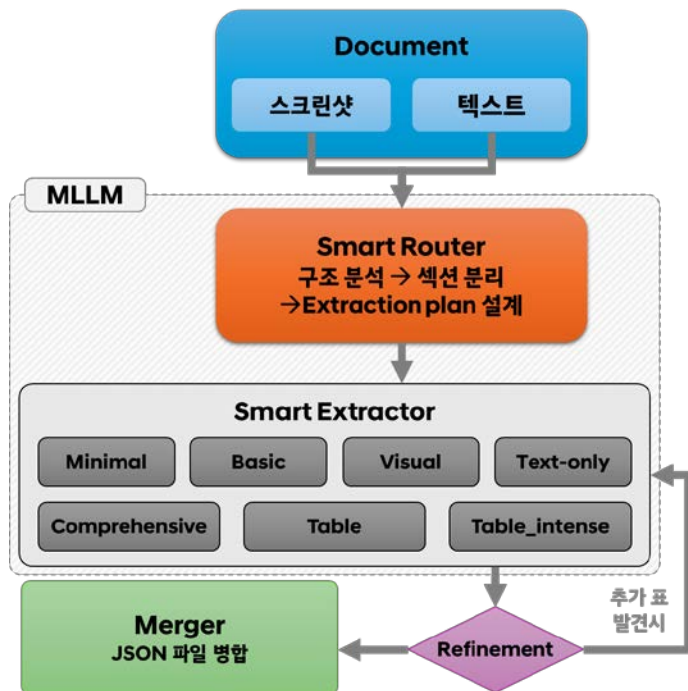 Document
스크린샷
텍스트
MLLM
Smart Router
구조 분석 → 섹션 분리
→Extraction plan 설계
Smart Extractor
Minimal
Basic
Visual
Text-only
Comprehensive
Table
Table_intense
추가 표
발견시
Refinement
Merger
JSON 파일 병합